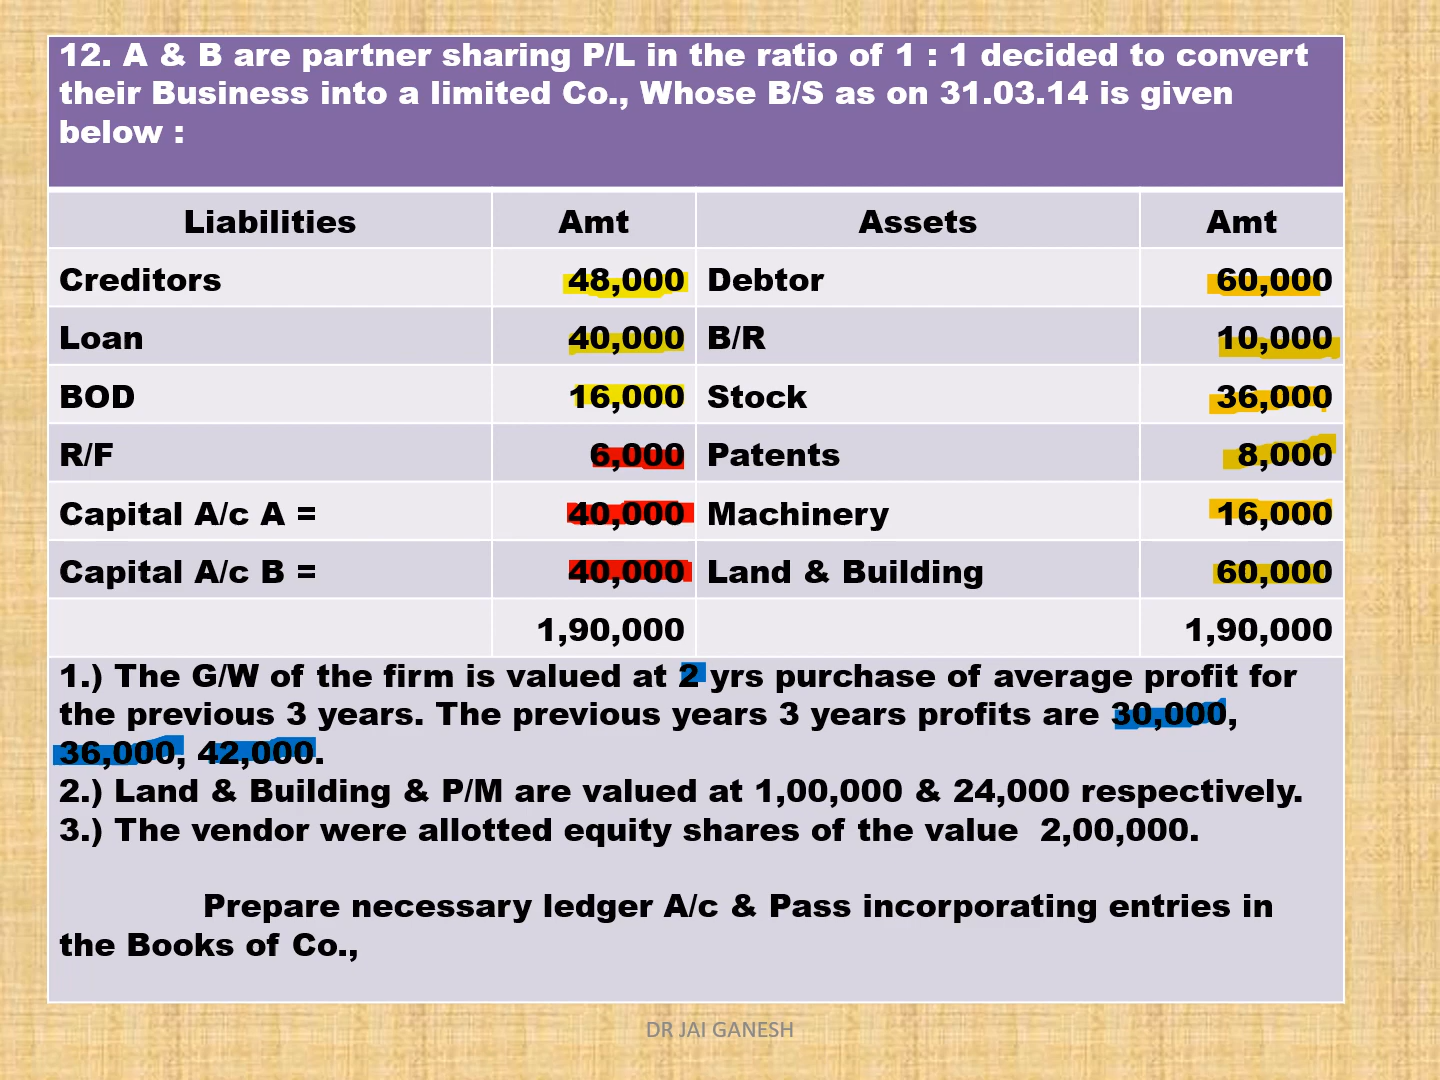 12. A & B are partner sharing P/L in the ratio of 1 : 1 decided to convert
their Business into a limited Co., Whose B/S as on 31.03.14 is given
below :
Liabilities Amt Assets Amt
Creditors 48,000 Debtor 60,000
Loan 40,000 B/R 10,000
BOD 16,000 Stock 36,000
R/F 6,000 Patents 8,000
Capital A/c A = 40,000 Machinery 16,000
Capital A/c B = 40,000 Land & Building 60,000
1,90,000 1,90,000
1.) The G/W of the firm is valued at 2 yrs purchase of average profit for
the previous 3 years. The previous years 3 years profits are 30,000,
36,000, 42,000.
2.) Land & Building & P/M are valued at 1,00,000 & 24,000 respectively.
3.) The vendor were allotted equity shares of the value 2,00,000.
Prepare necessary ledger A/c & Pass incorporating entries in
the Books of Co.,
DR JAI GANESH